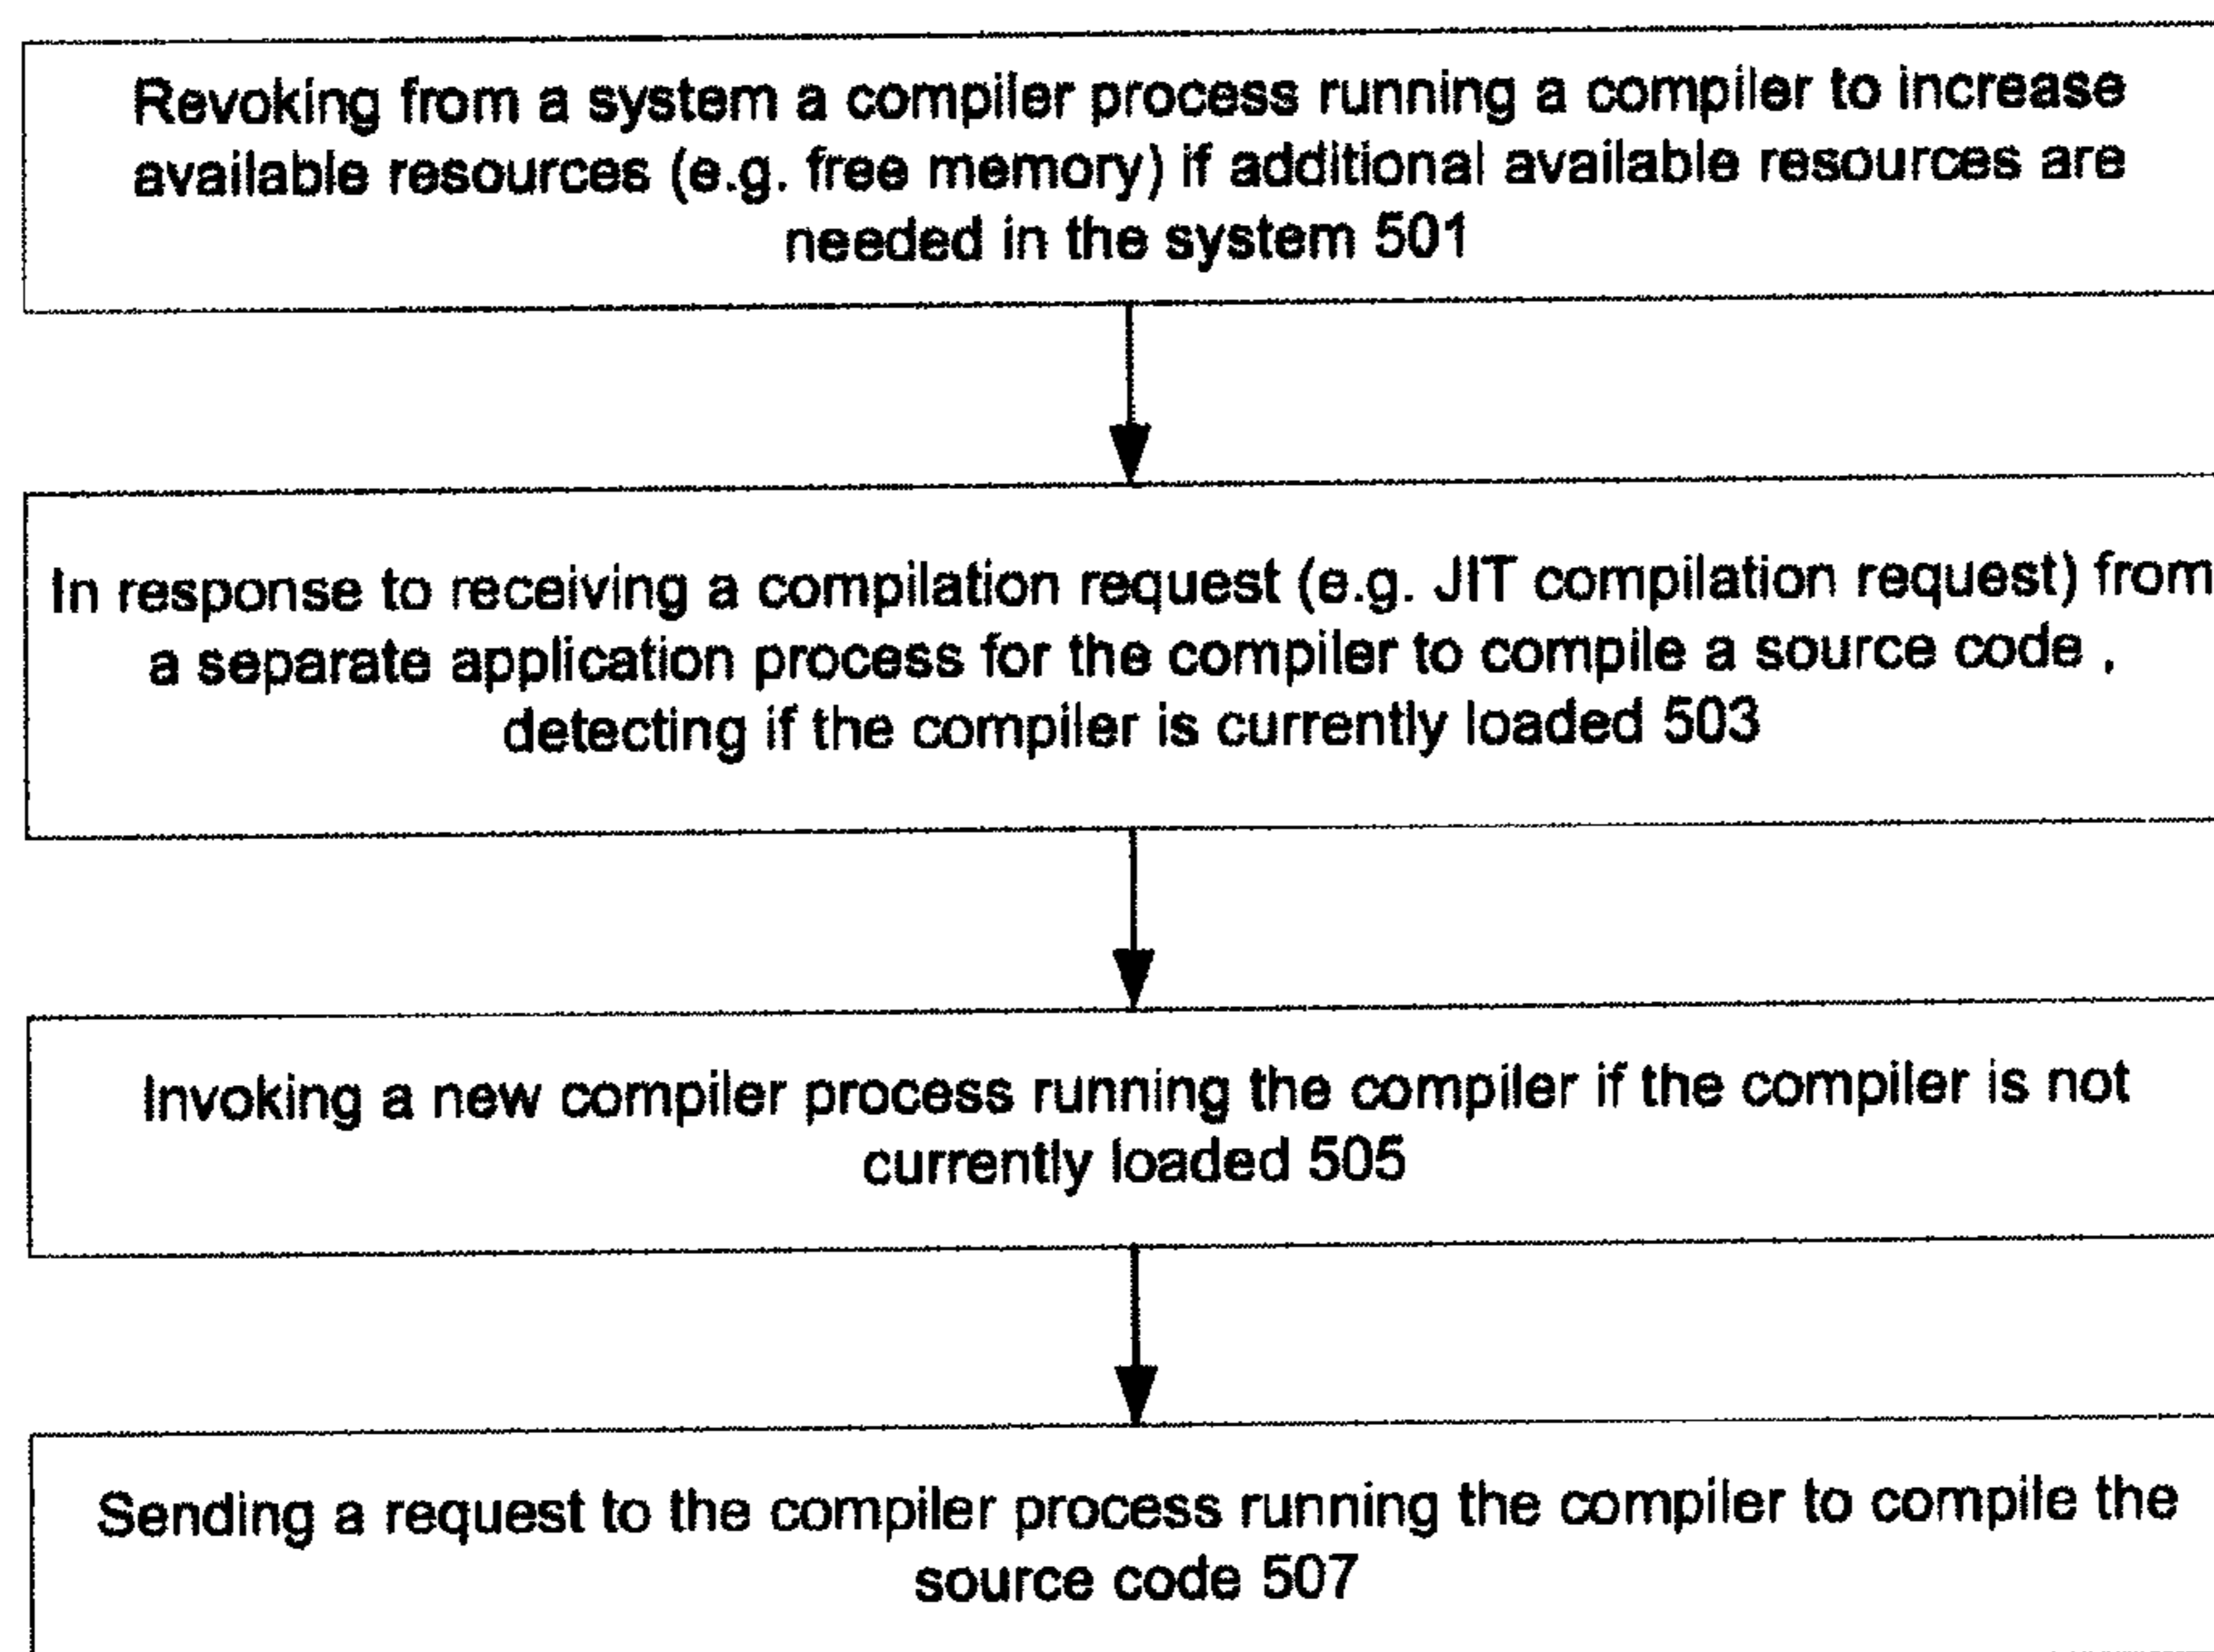 Revoking from a system a compiler process running a compiler to increase
available resources (e.g. free memory) if additional available resources are
needed in the system 501
In response to receiving a compilation request (e.g. JIT compilation request) from
a separate application process for the compiler to compile a source code ,
detecting if the compiler is currently loaded 503
Invoking a new compiler process running the compiler if the compiler is not
currently loaded 505
Sending a request to the compiler process running the compiler to compile the
source code 507